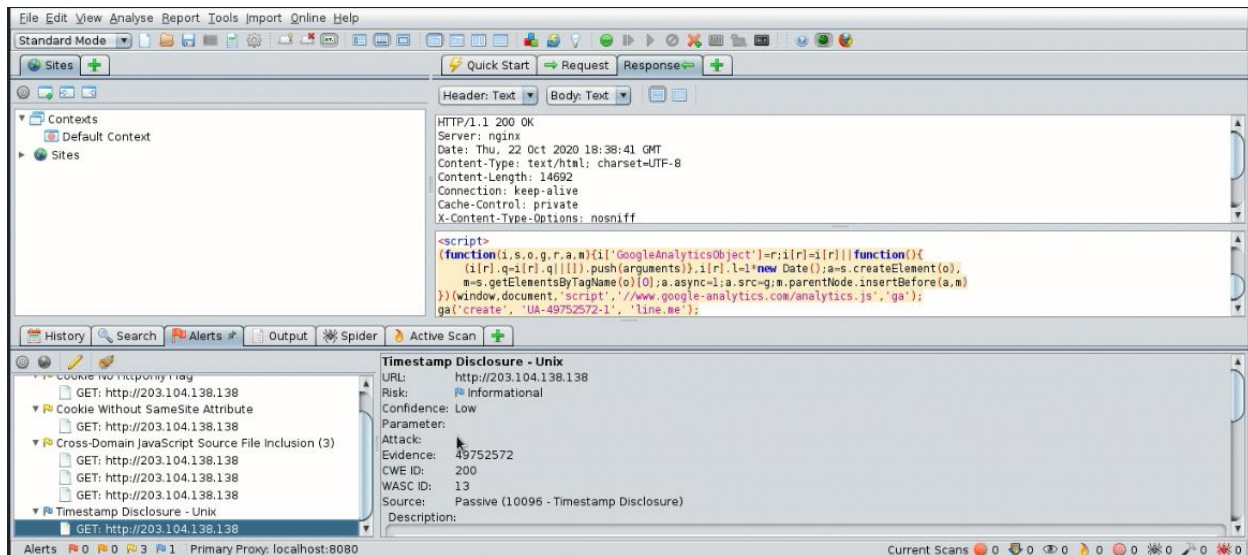 File Edit View Analyse Report Tools Import Online Help
Standard Mode
Sites
Quick Start Request Response
Header: Text Body: Text
Contexts
Default Context
Sites
HTTP/1.1 200 OK
Server: nginx
Date: Thu, 22 Oct 2020 18:38:41 GMT
Content-Type: text/html; charset=UTF-8
Content-Length: 14692
Connection: keep-alive
Cache-Control: private
X-Content-Type-Options: nosniff
<script>
(function(i,s,o,g,r,a,m){i['GoogleAnalyticsObject']=r;i[r]=i[r]||function(){
(i[r].q=i[r].q||[]).push(arguments)},i[r].l=1*new Date();a=s.createElement(o),
m=s.getElementsByTagName(o)[0];a.async=1;a.src=g;m.parentNode.insertBefore(a,m)
})(window,document,'script','//www.google-analytics.com/analytics.js','ga');
ga('create', 'UA-49752572-1', 'line.me');
History Search Alerts Output Spider Active Scan
Cookie No HttpOnly Flag
GET: http://203.104.138.138
Cookie Without SameSite Attribute
GET: http://203.104.138.138
Cross-Domain JavaScript Source File Inclusion (3)
GET: http://203.104.138.138
GET: http://203.104.138.138
GET: http://203.104.138.138
Timestamp Disclosure - Unix
GET: http://203.104.138.138
Timestamp Disclosure - Unix
URL: http://203.104.138.138
Risk: Informational
Confidence: Low
Parameter:
Attack:
Evidence: 49752572
CWE ID: 200
WASC ID: 13
Source: Passive (10096 - Timestamp Disclosure)
Description:
Alerts 0 0 3 1 Primary Proxy: localhost:8080
Current Scans 0 0 0 0 0 0 0 0